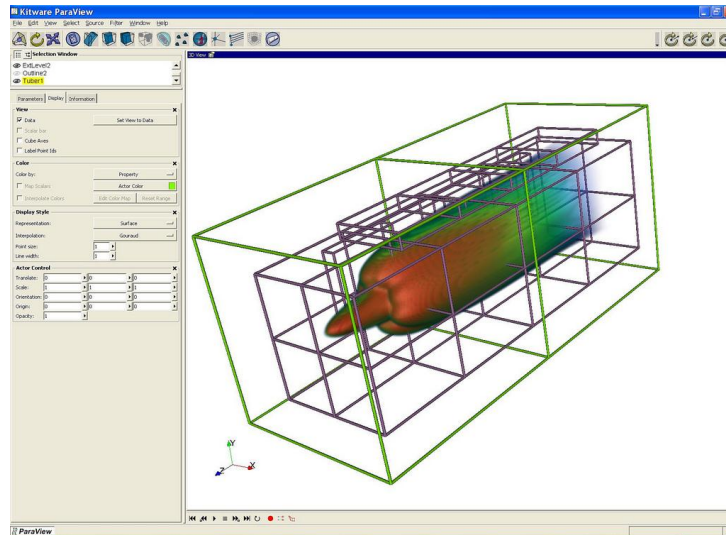 Kitware ParaView
File Edit View Select Source Filter Window Help
Selection Window
3D View
ExtLevel2
Outline2
Tuber1
Parameters Display Information
View
Data Set View to Data
Scalar bar
Cube Axes
Label Point Ids
Color
Color by: Property
Map Scalars Actor Color
Interpolate Colors Edit Color Map Reset Range
Display Style
Representation: Surface
Interpolation: Gouraud
Point size:
Line width:
Actor Control
Translate: 0 0 0
Scale: 1 1 1
Orientation: 0 0 0
Origin: 0 0 0
Opacity: 1
Y
Z X
ParaView